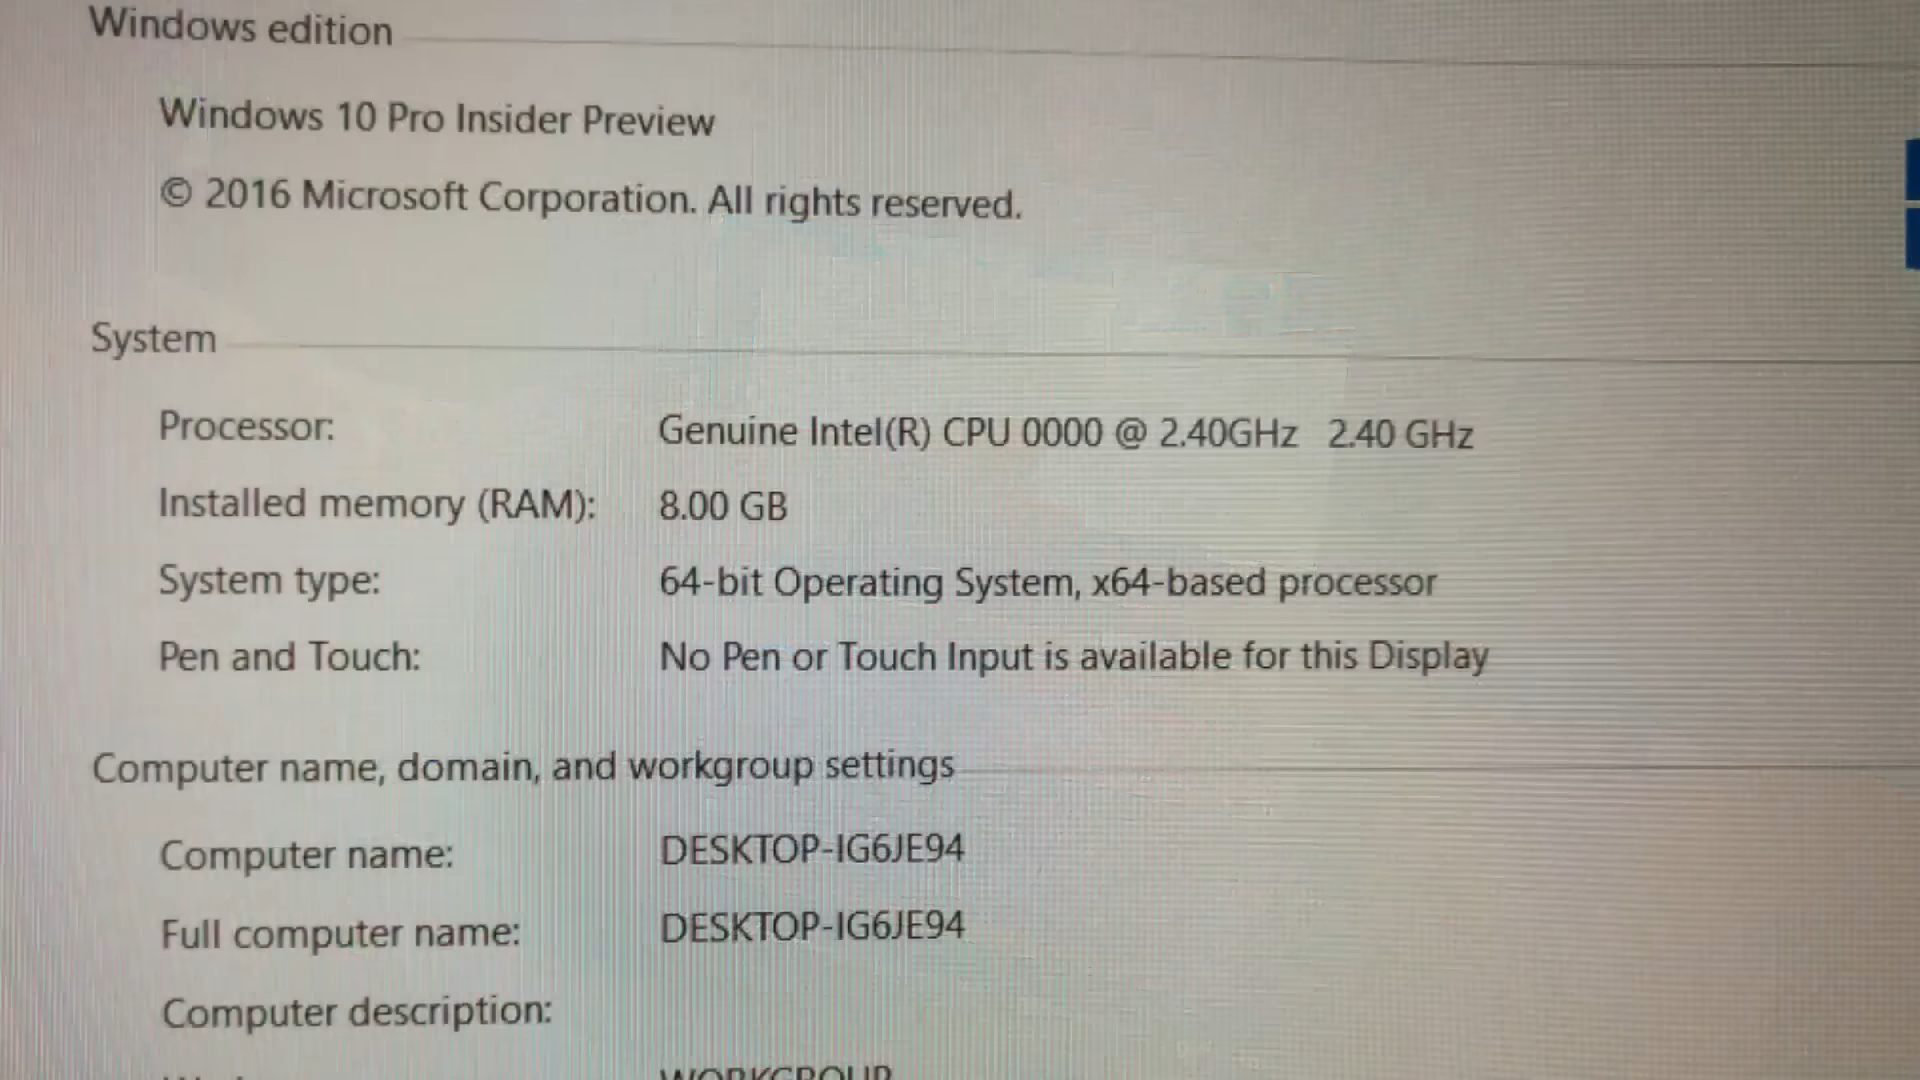 Windows edition
Windows 10 Pro Insider Preview
© 2016 Microsoft Corporation. All rights reserved.
System
Processor: Genuine Intel(R) CPU 0000 @ 2.40GHz 2.40 GHz
Installed memory (RAM): 8.00 GB
System type: 64-bit Operating System, x64-based processor
Pen and Touch: No Pen or Touch Input is available for this Display
Computer name, domain, and workgroup settings
Computer name: DESKTOP-IG6JE94
Full computer name: DESKTOP-IG6JE94
Computer description:
WORKGROUP